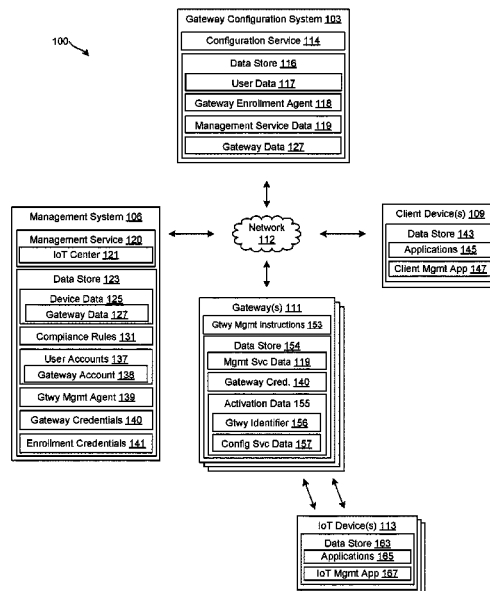 100
Gateway Configuration System 103
Configuration Service 114
Data Store 116
User Data 117
Gateway Enrollment Agent 118
Management Service Data 119
Gateway Data 127
Management System 106
Management Service 120
IoT Center 121
Data Store 123
Device Data 125
Gateway Data 127
Compliance Rules 131
User Accounts 137
Gateway Account 138
Gtwy Mgmt Agent 139
Gateway Credentials 140
Enrollment Credentials 141
Network
112
Client Device(s) 109
Data Store 143
Applications 145
Client Mgmt App 147
Gateway(s) 111
Gtwy Mgmt Instructions 153
Data Store 154
Mgmt Svc Data 119
Gateway Cred. 140
Activation Data 155
Gtwy Identifier 156
Config Svc Data 157
IoT Device(s) 113
Data Store 163
Applications 165
IoT Mgmt App 167